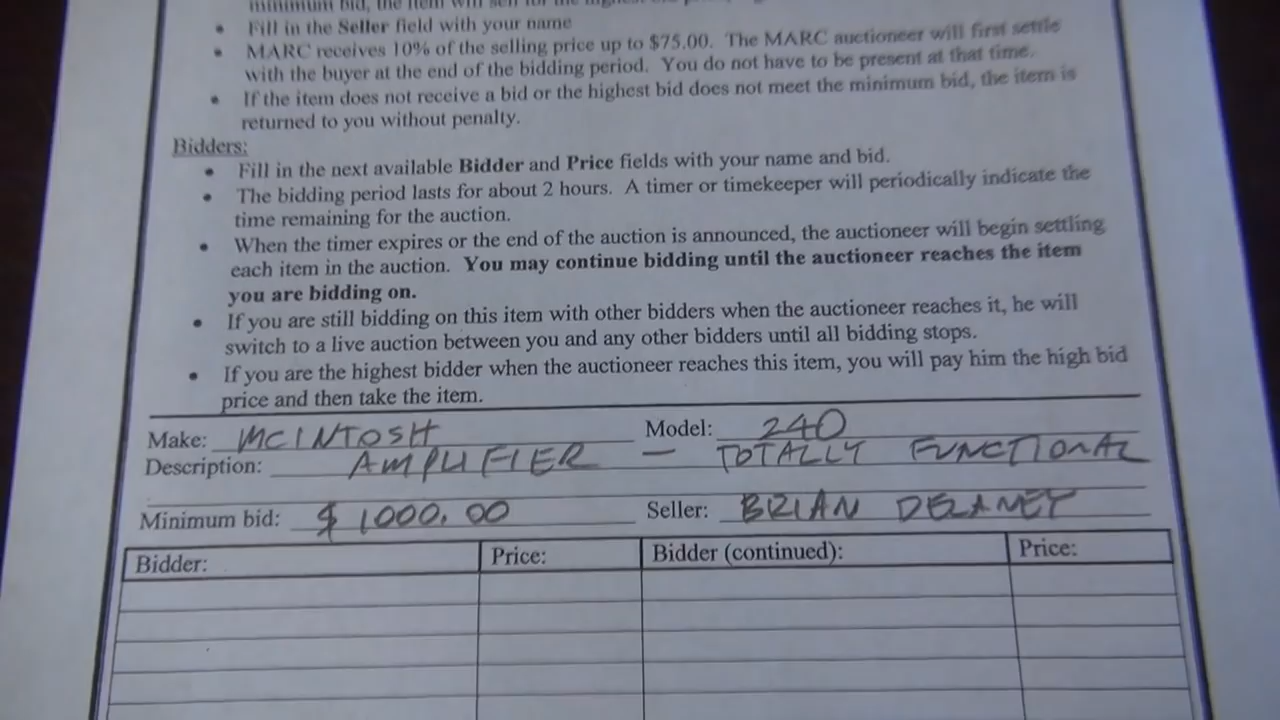 minimum bid, the item will sell for the highest
• Fill in the Seller field with your name
• MARC receives 10% of the selling price up to $75.00. The MARC auctioneer will first settle
with the buyer at the end of the bidding period. You do not have to be present at that time.
• If the item does not receive a bid or the highest bid does not meet the minimum bid, the item is
returned to you without penalty.
Bidders:
• Fill in the next available Bidder and Price fields with your name and bid.
• The bidding period lasts for about 2 hours. A timer or timekeeper will periodically indicate the
time remaining for the auction.
• When the timer expires or the end of the auction is announced, the auctioneer will begin settling
each item in the auction. You may continue bidding until the auctioneer reaches the item
you are bidding on.
• If you are still bidding on this item with other bidders when the auctioneer reaches it, he will
switch to a live auction between you and any other bidders until all bidding stops.
• If you are the highest bidder when the auctioneer reaches this item, you will pay him the high bid
price and then take the item.
Make: MCINTOSH Model: 240
Description: AMPLIFIER — TOTALLY FUNCTIONAL
Minimum bid: $1000.00 Seller: BRIAN DELANEY
Bidder: Price: Bidder (continued): Price: